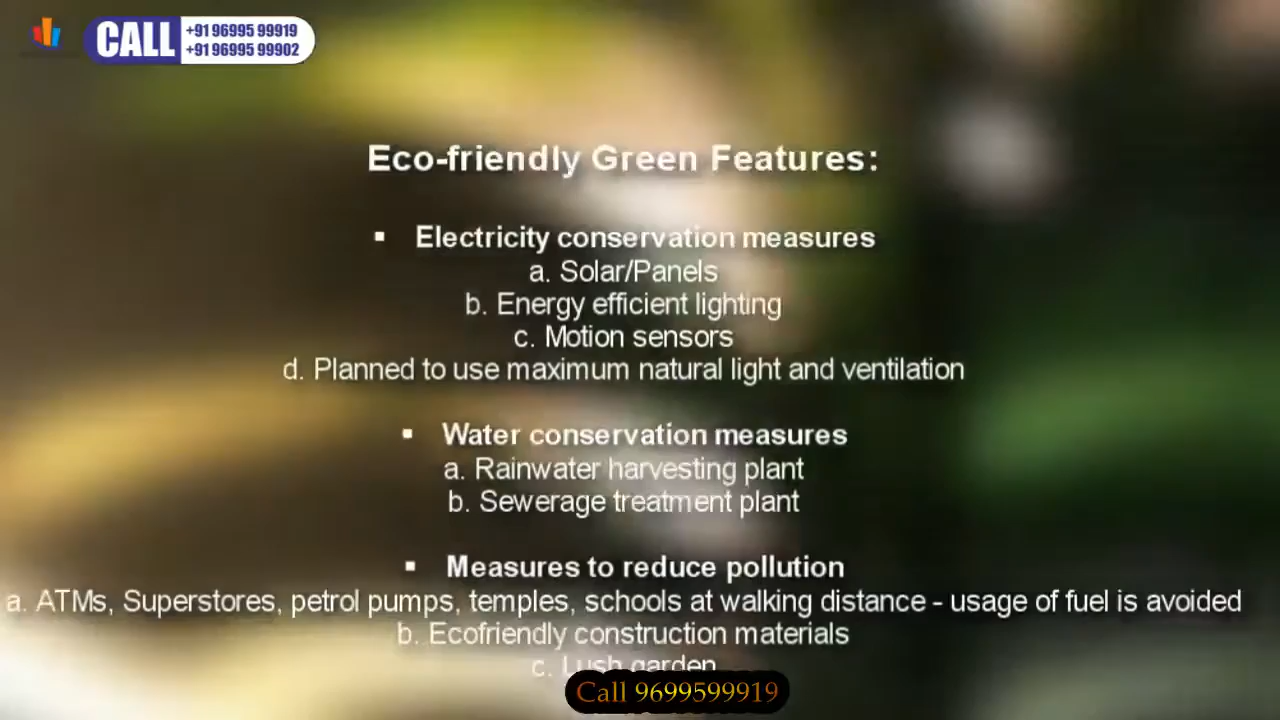 CALL +91 96995 99919
+91 96995 99902
Eco-friendly Green Features:
▪ Electricity conservation measures
a. Solar/Panels
b. Energy efficient lighting
c. Motion sensors
d. Planned to use maximum natural light and ventilation
▪ Water conservation measures
a. Rainwater harvesting plant
b. Sewerage treatment plant
▪ Measures to reduce pollution
a. ATMs, Superstores, petrol pumps, temples, schools at walking distance - usage of fuel is avoided
b. Ecofriendly construction materials
c. Lush garden
Call 9699599919